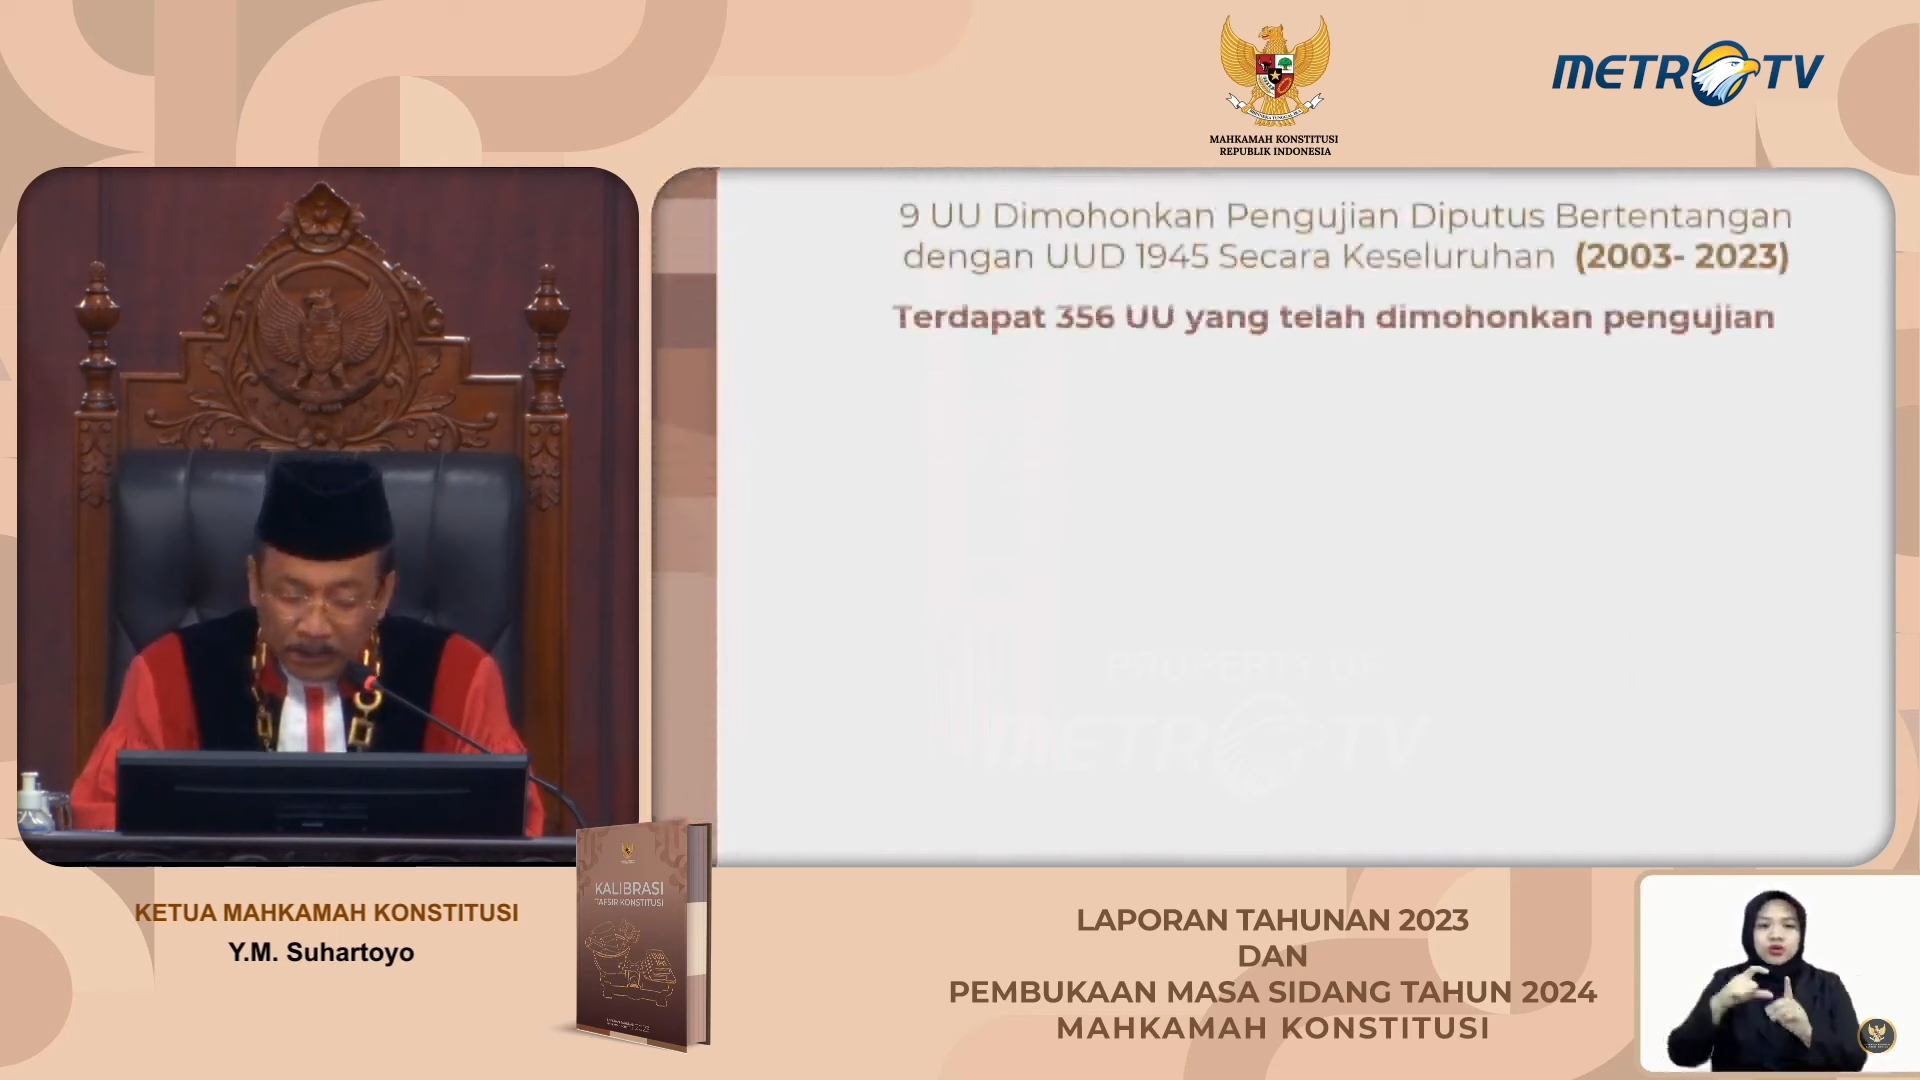 MAHKAMAH KONSTITUSI
REPUBLIK INDONESIA
METRO TV
9 UU Dimohonkan Pengujian Diputus Bertentangan
dengan UUD 1945 Secara Keseluruhan (2003- 2023)
Terdapat 356 UU yang telah dimohonkan pengujian
PROPERTY OF
METRO TV
KETUA MAHKAMAH KONSTITUSI
Y.M. Suhartoyo
KALIBRASI
TAFSIR KONSTITUSI
LAPORAN TAHUNAN 2023
DAN
PEMBUKAAN MASA SIDANG TAHUN 2024
MAHKAMAH KONSTITUSI